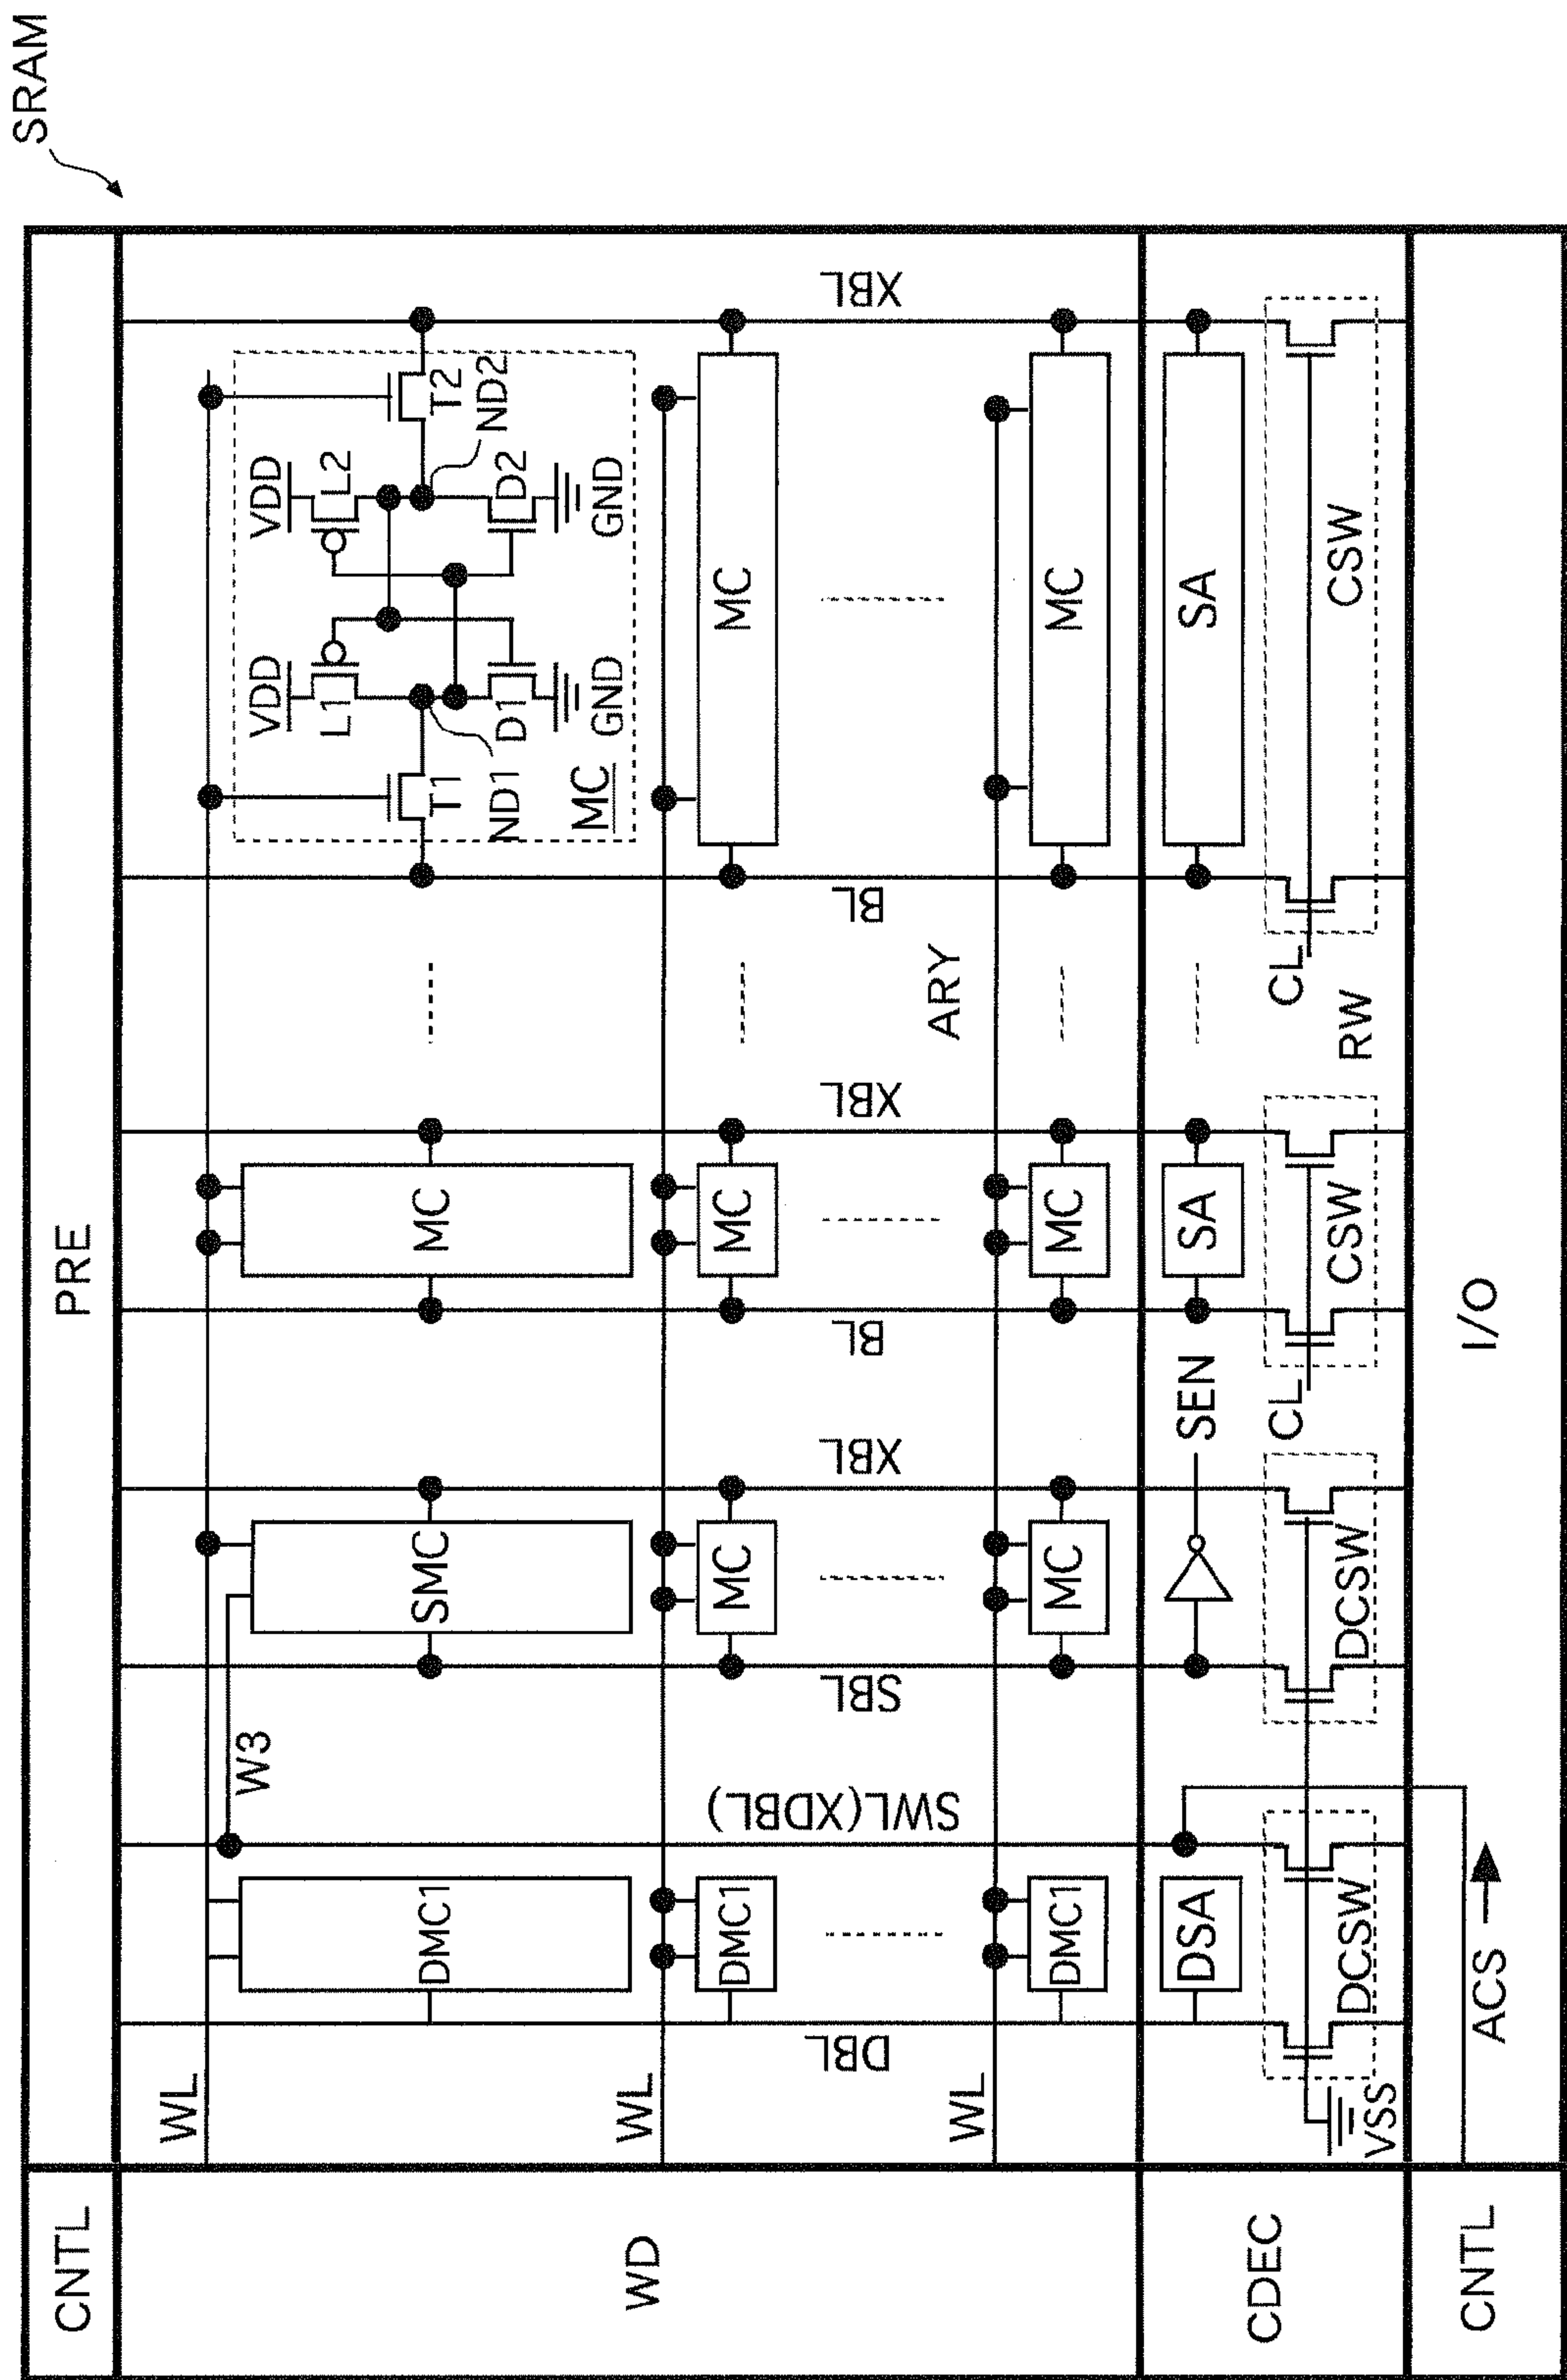 SRAM
CNTL
PRE
WD
WL
W3
DMC1
SMC
MC
VDD
VDD
L1
L2
T1
T2
ND1
ND2
D1
D2
GND
GND
MC
WL
DMC1
MC
MC
MC
DBL
SWL(XDBL)
SBL
XBL
BL
XBL
BL
XBL
ARY
WL
DMC1
MC
MC
MC
CDEC
DSA
SEN
SA
SA
VSS
DCSW
DCSW
CL
CSW
RW
CL
CSW
CNTL
ACS
I/O